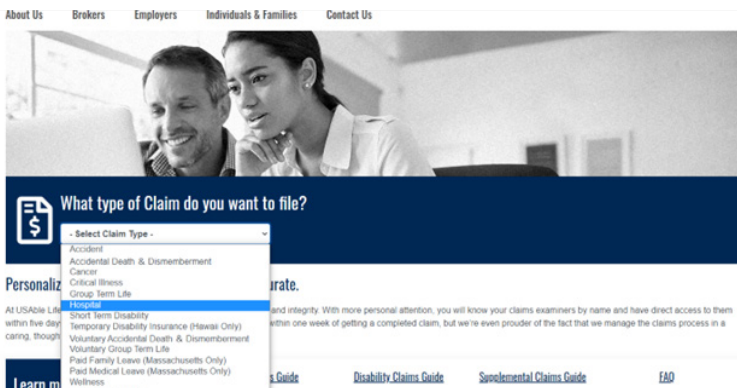 About Us Brokers Employers Individuals & Families Contact Us
What type of Claim do you want to file?
- Select Claim Type -
Accident
Accidental Death & Dismemberment
Cancer
Critical Illness
Group Term Life
Hospital
Short Term Disability
Temporary Disability Insurance (Hawaii Only)
Voluntary Accidental Death & Dismemberment
Voluntary Group Term Life
Paid Family Leave (Massachusetts Only)
Paid Medical Leave (Massachusetts Only)
Wellness
Personaliz urate.
At USAble Life and integrity. With more personal attention, you will know your claims examiners by name and have direct access to them
within five day within one week of getting a completed claim, but we're even prouder of the fact that we manage the claims process in a
caring, though
Learn m s Guide Disability Claims Guide Supplemental Claims Guide FAQ